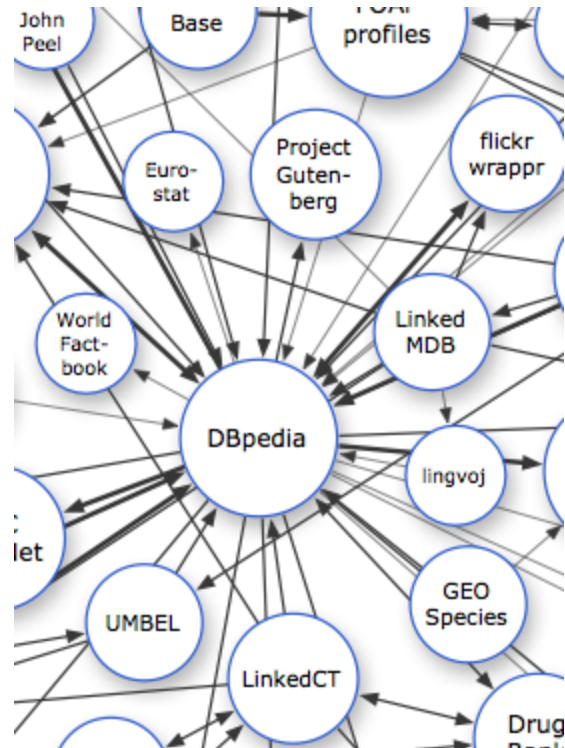 John
Peel
Base
profiles
Euro-
stat
Project
Guten-
berg
flickr
wrappr
World
Fact-
book
Linked
MDB
DBpedia
lingvoj
let
GEO
Species
UMBEL
LinkedCT
Drug